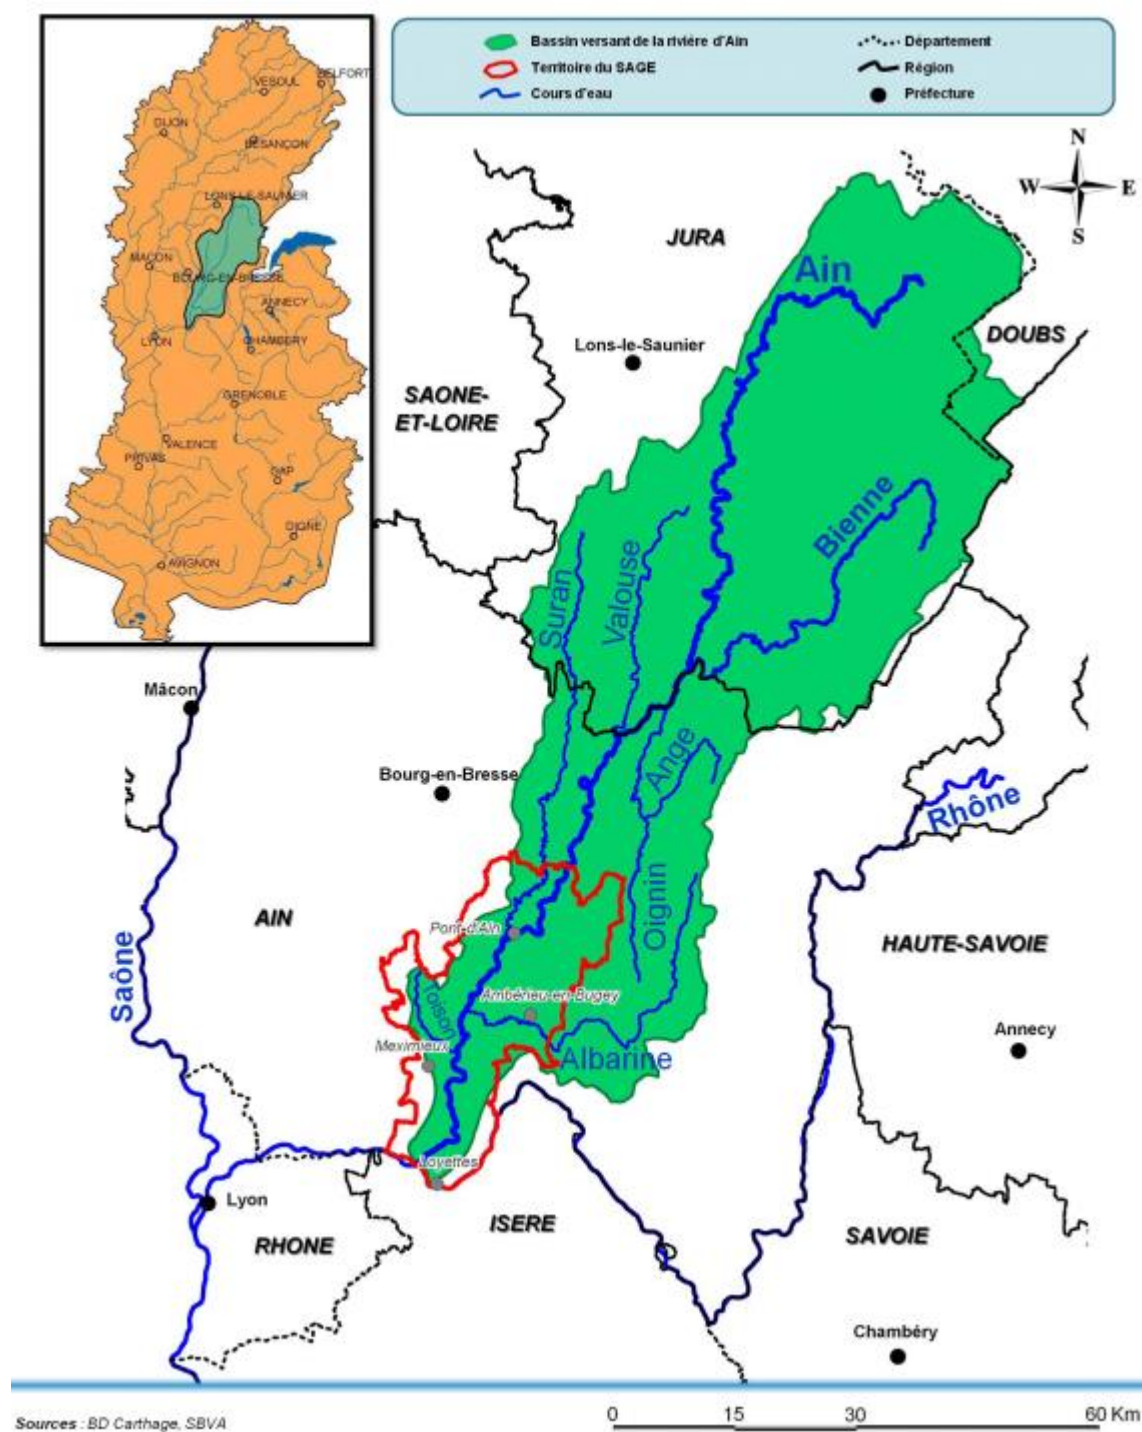 Bassin versant de la rivière d'Ain
Territoire du SAGE
Cours d'eau
Département
Région
Préfecture
BELFORT
VESOUL
DIJON
BESANCON
LONS-LE-SAUNIER
MACON
BOURG-EN-BRESSE
ANNECY
LYON
CHAMBERY
GRENOBLE
VALENCE
PRIVAS
GAP
DIGNE
AVIGNON
N
W
E
S
JURA
Ain
DOUBS
Lons-le-Saunier
SAONE-
ET-LOIRE
Bienne
Suran
Valouse
Mâcon
Ange
Bourg-en-Bresse
Rhône
Oignin
AIN
Pont-d'Ain
HAUTE-SAVOIE
Saône
Toison
Ambérieu-en-Bugey
Annecy
Meximieux
Albarine
Loyettes
Lyon
ISERE
RHONE
SAVOIE
Chambéry
Sources : BD Carthage, SBVA
0 15 30 60 Km